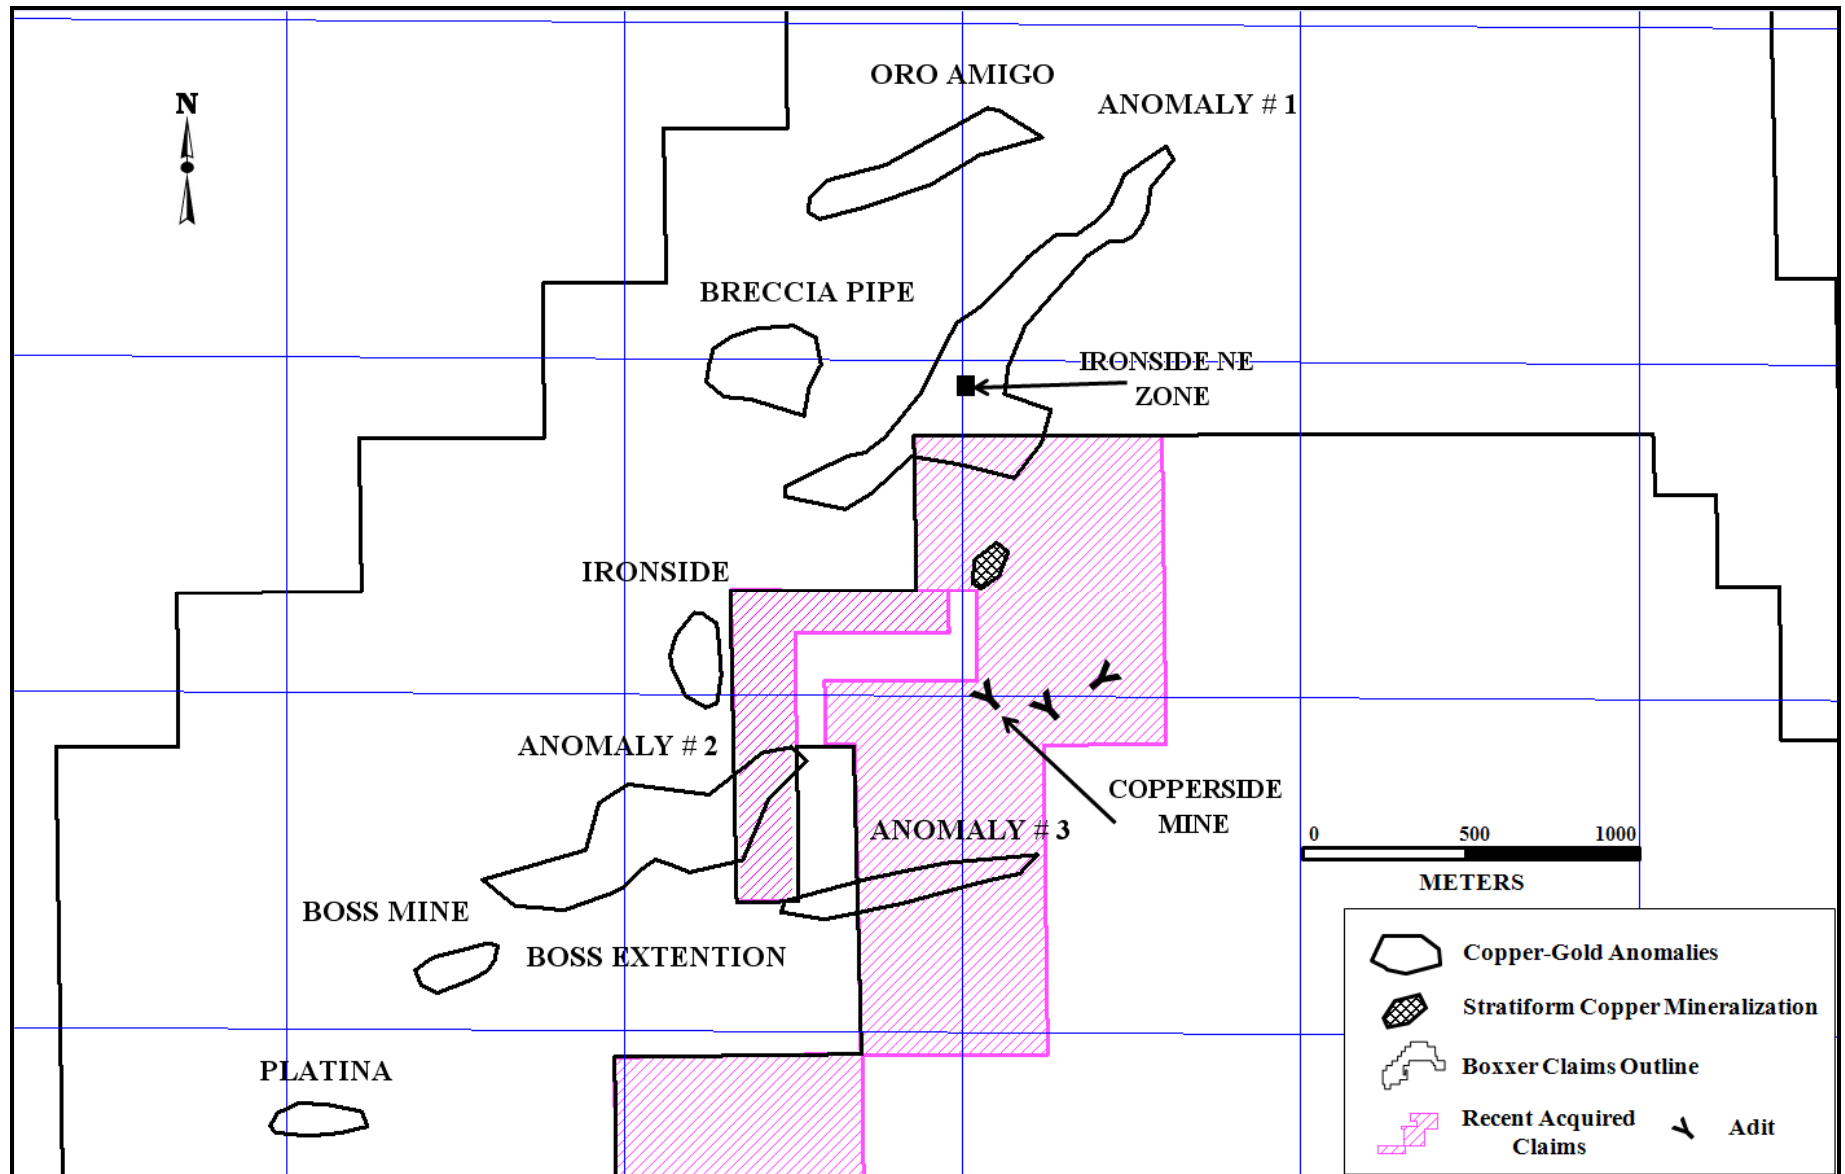 ORO AMIGO
N
ANOMALY # 1
BRECCIA PIPE
IRONSIDE NE
ZONE
IRONSIDE
ANOMALY # 2
COPPERSIDE
MINE
ANOMALY # 3
0 500 1000
METERS
BOSS MINE
BOSS EXTENTION
PLATINA
Copper-Gold Anomalies
Stratiform Copper Mineralization
Boxxer Claims Outline
Recent Acquired
Claims
Adit